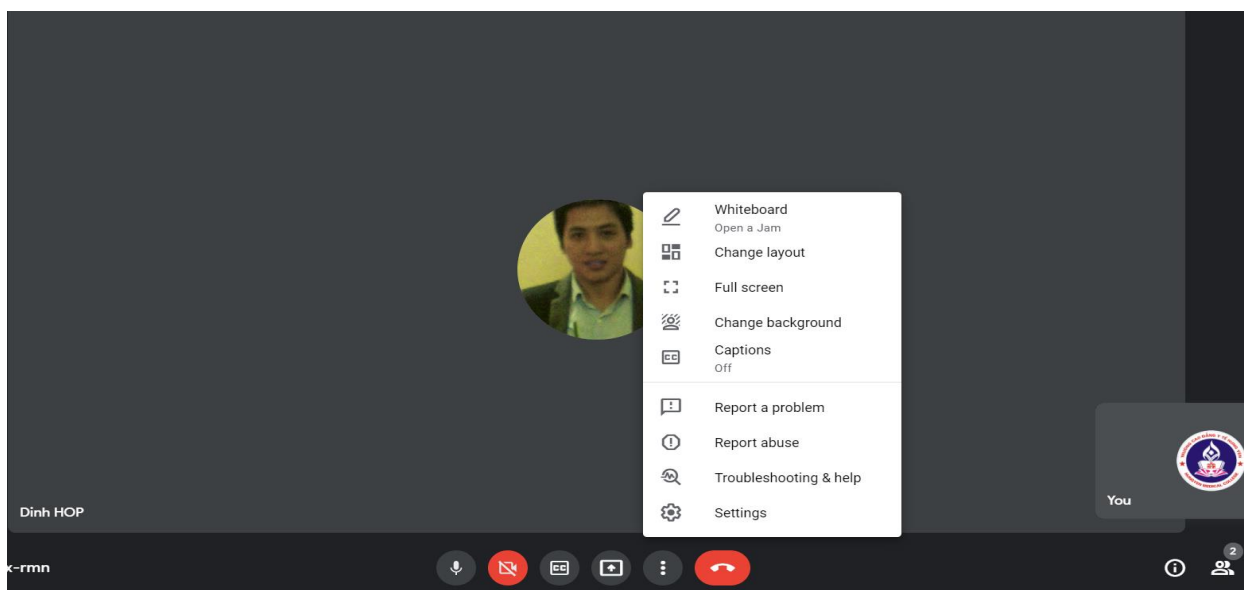 Whiteboard
Open a Jam
Change layout
Full screen
Change background
Captions
Off
Report a problem
Report abuse
Troubleshooting & help
Settings
Dinh HOP
You
x-rmn
2